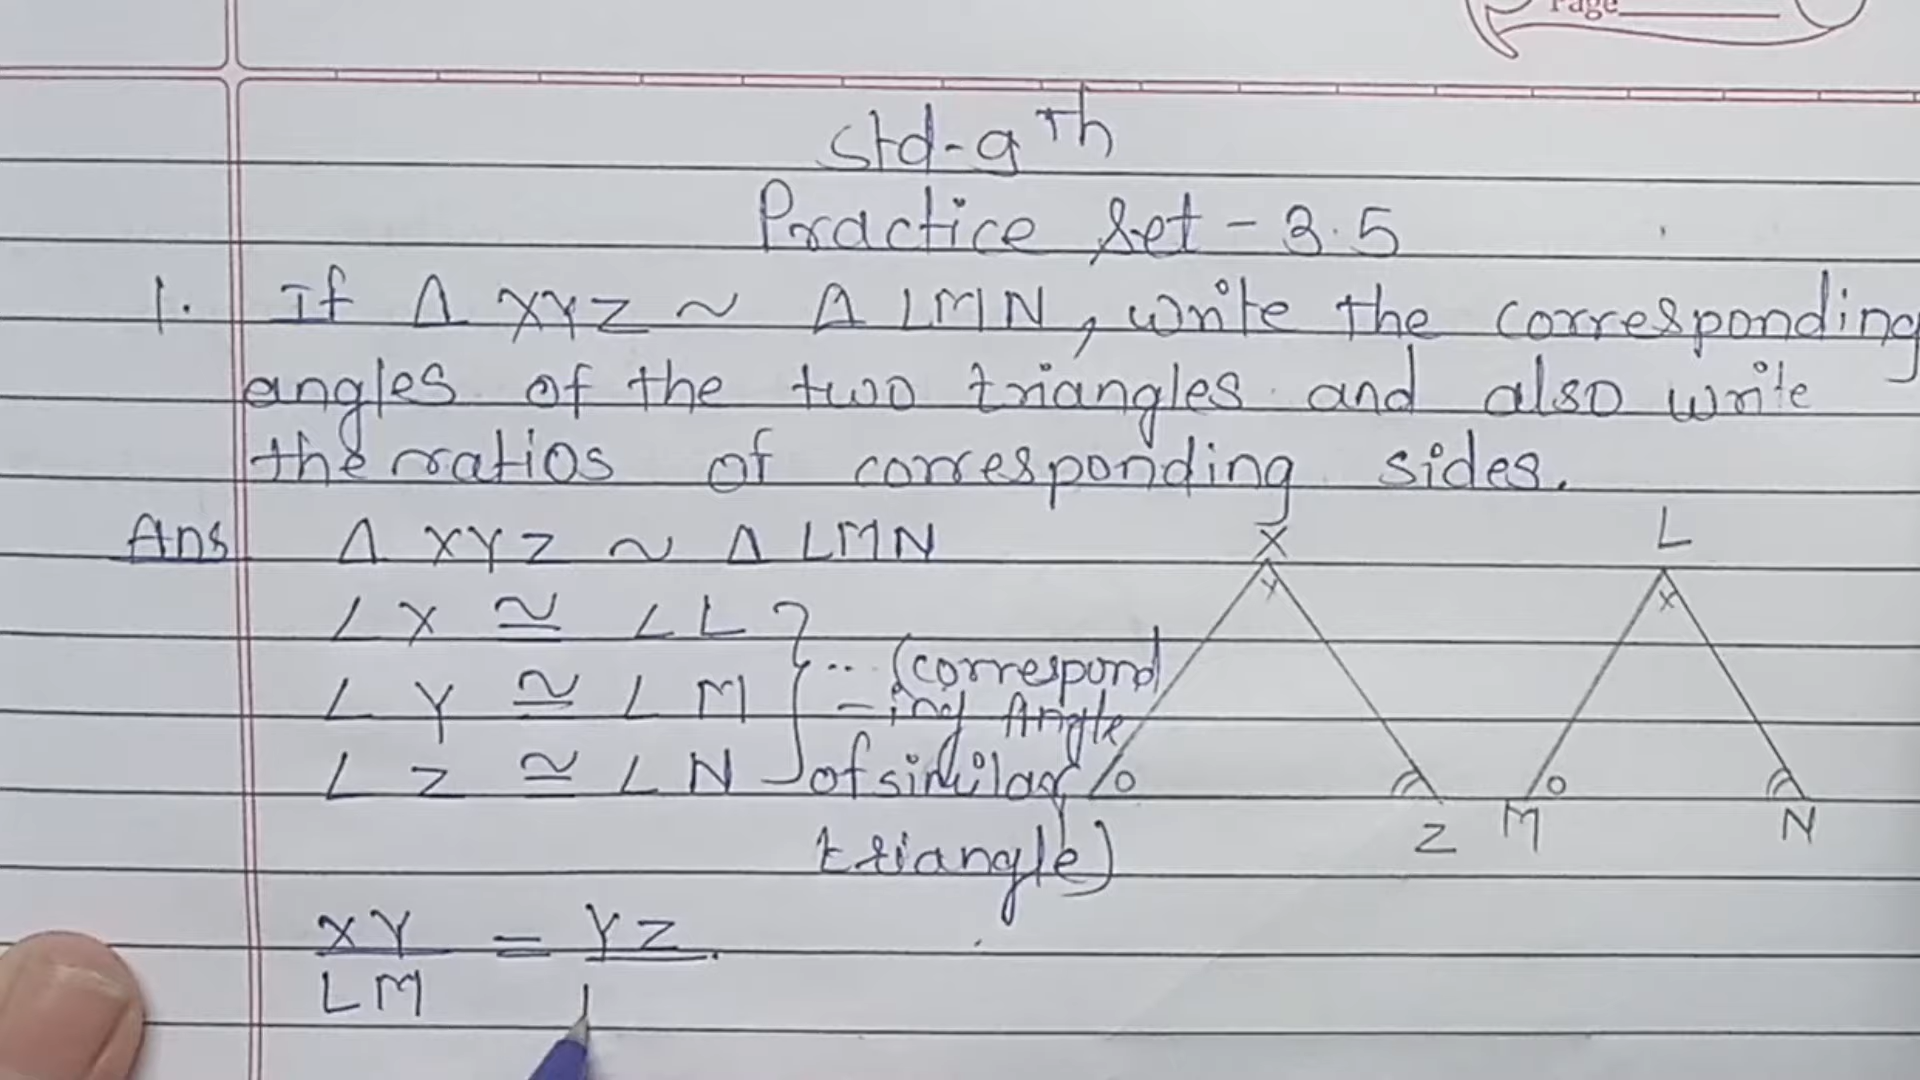 Page
Std-9th
Practice Set - 3.5
1. If Δ XYZ ~ Δ LMN, write the corresponding
angles of the two triangles and also write
the ratios of corresponding sides.
Ans Δ XYZ ~ Δ LMN
∠X ≅ ∠L
∠Y ≅ ∠M
∠Z ≅ ∠N
.. (correspond
-ing Angle
of similar
triangle)
X L
x x
Z M N
XY/LM = YZ